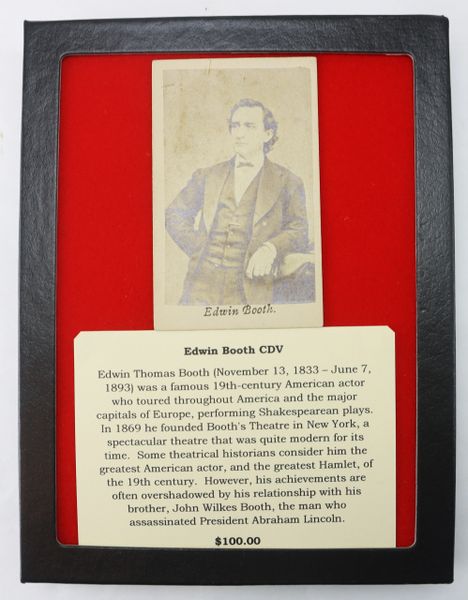 Edwin Booth.
Edwin Booth CDV
Edwin Thomas Booth (November 13, 1833 – June 7,
1893) was a famous 19th-century American actor
who toured throughout America and the major
capitals of Europe, performing Shakespearean plays.
In 1869 he founded Booth's Theatre in New York, a
spectacular theatre that was quite modern for its
time.  Some theatrical historians consider him the
greatest American actor, and the greatest Hamlet, of
the 19th century.  However, his achievements are
often overshadowed by his relationship with his
brother, John Wilkes Booth, the man who
assassinated President Abraham Lincoln.
$100.00